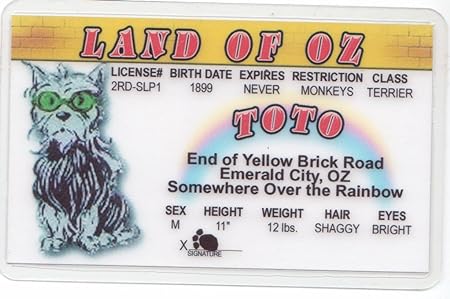 LAND OF OZ
LICENSE# BIRTH DATE EXPIRES RESTRICTION CLASS
2RD-SLP1 1899 NEVER MONKEYS TERRIER
TOTO
End of Yellow Brick Road
Emerald City, OZ
Somewhere Over the Rainbow
SEX HEIGHT WEIGHT HAIR EYES
M 11" 12 lbs. SHAGGY BRIGHT
X
SIGNATURE